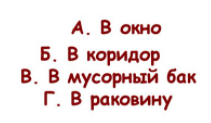 А. В окно
Б. В коридор
В. В мусорный бак
Г. В раковину